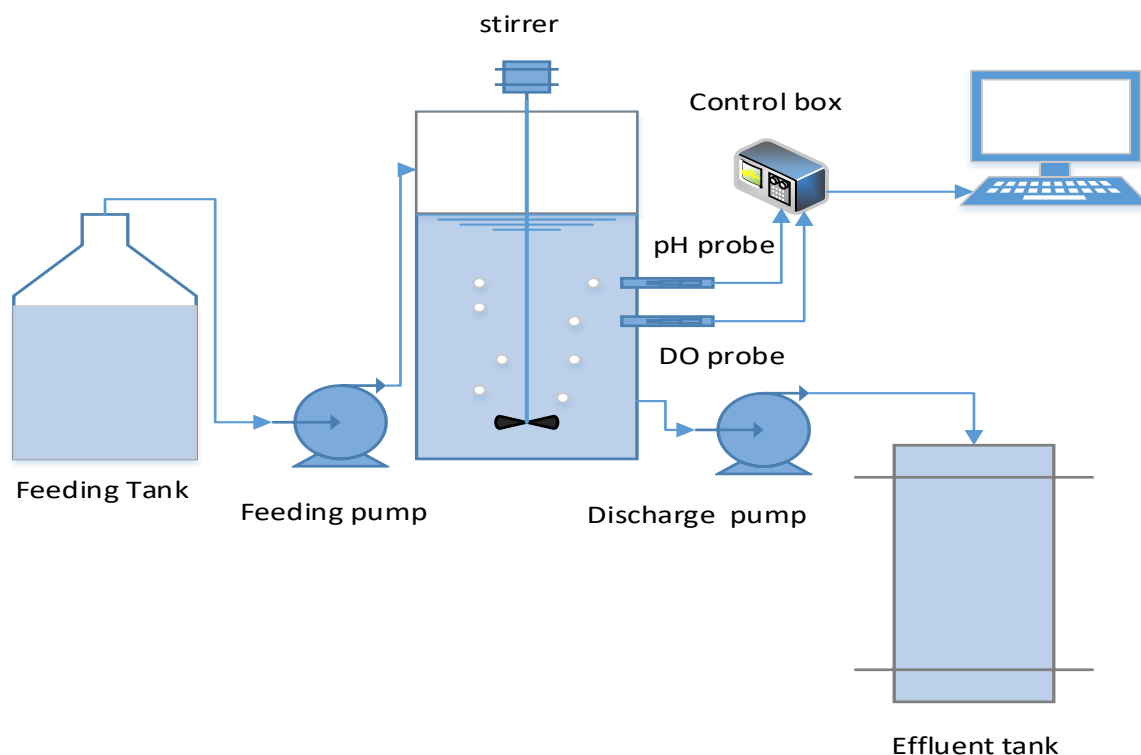 stirrer
Control box
pH probe
DO probe
Feeding Tank
Feeding pump
Discharge pump
Effluent tank